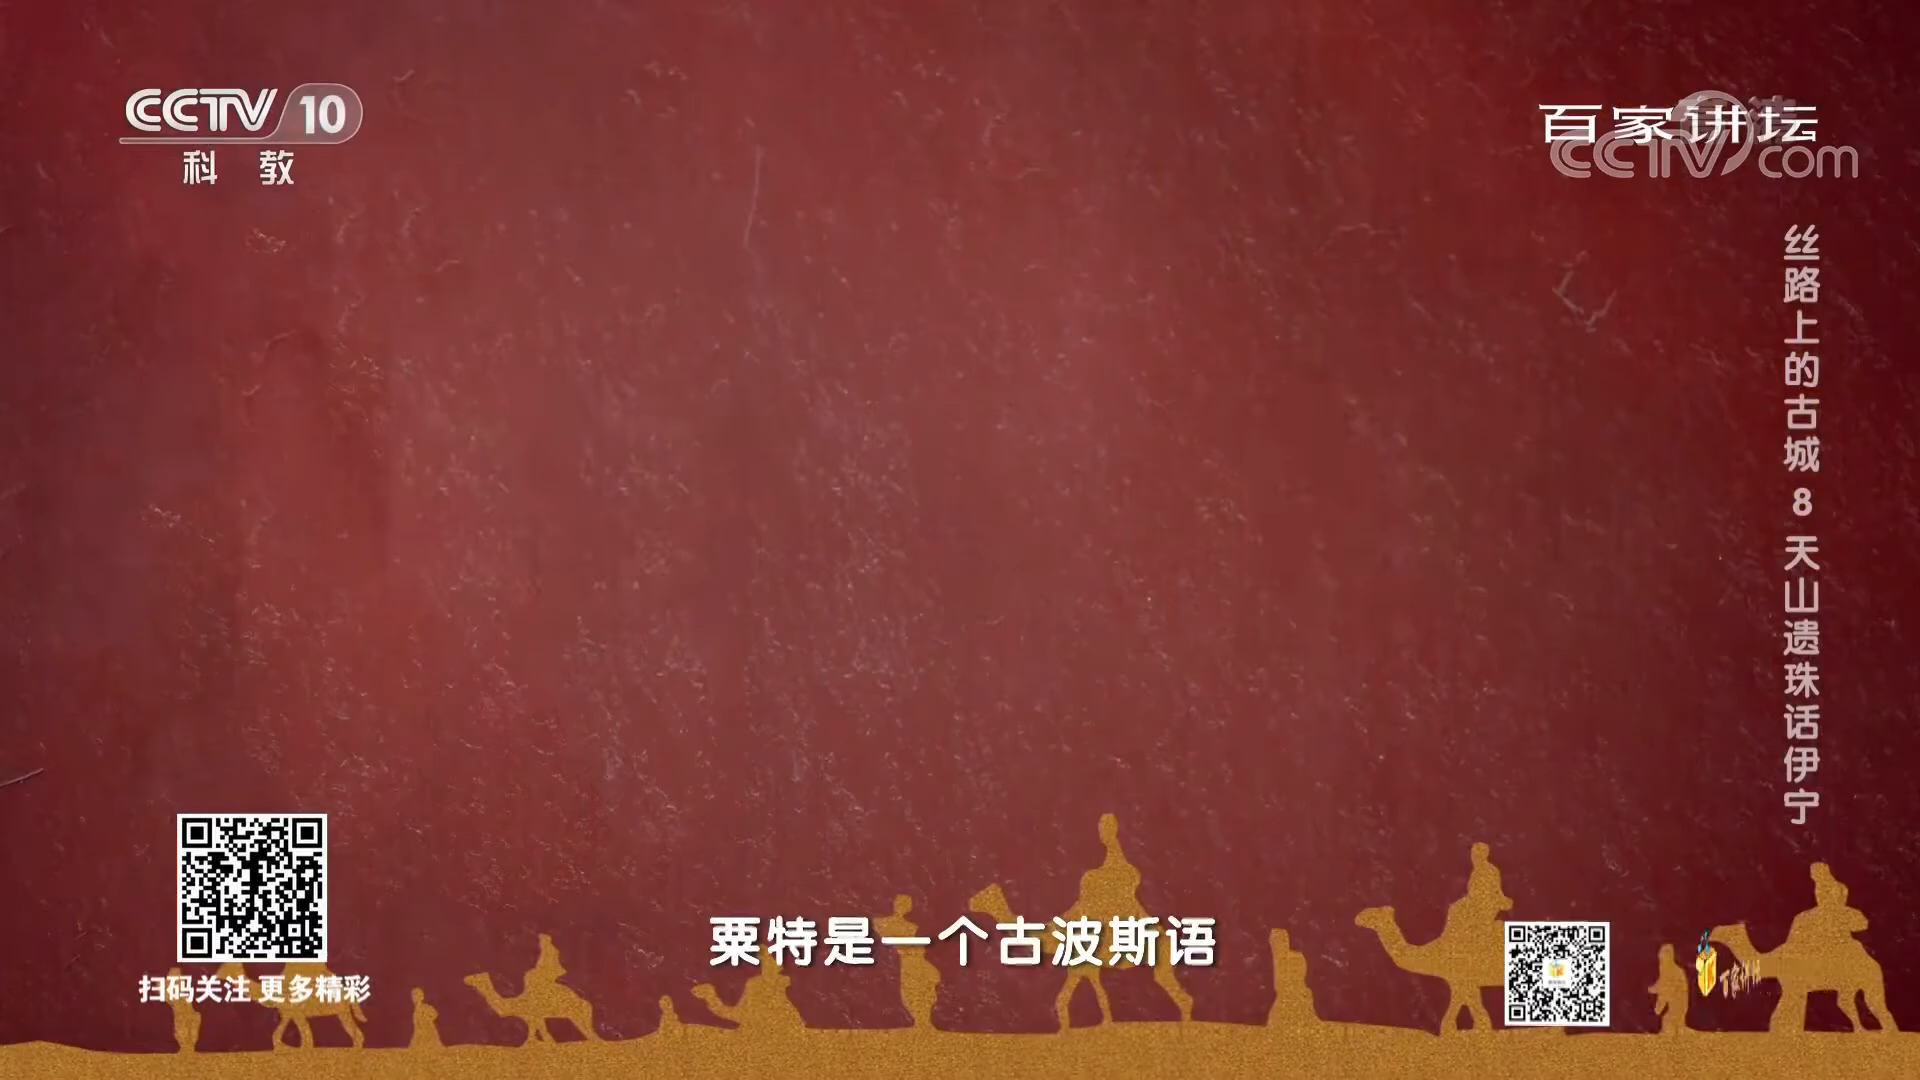 CCTV 10
科 教
百家讲坛
CCTV com
丝路上的古城 8 天山遗珠话伊宁
粟特是一个古波斯语
扫码关注 更多精彩